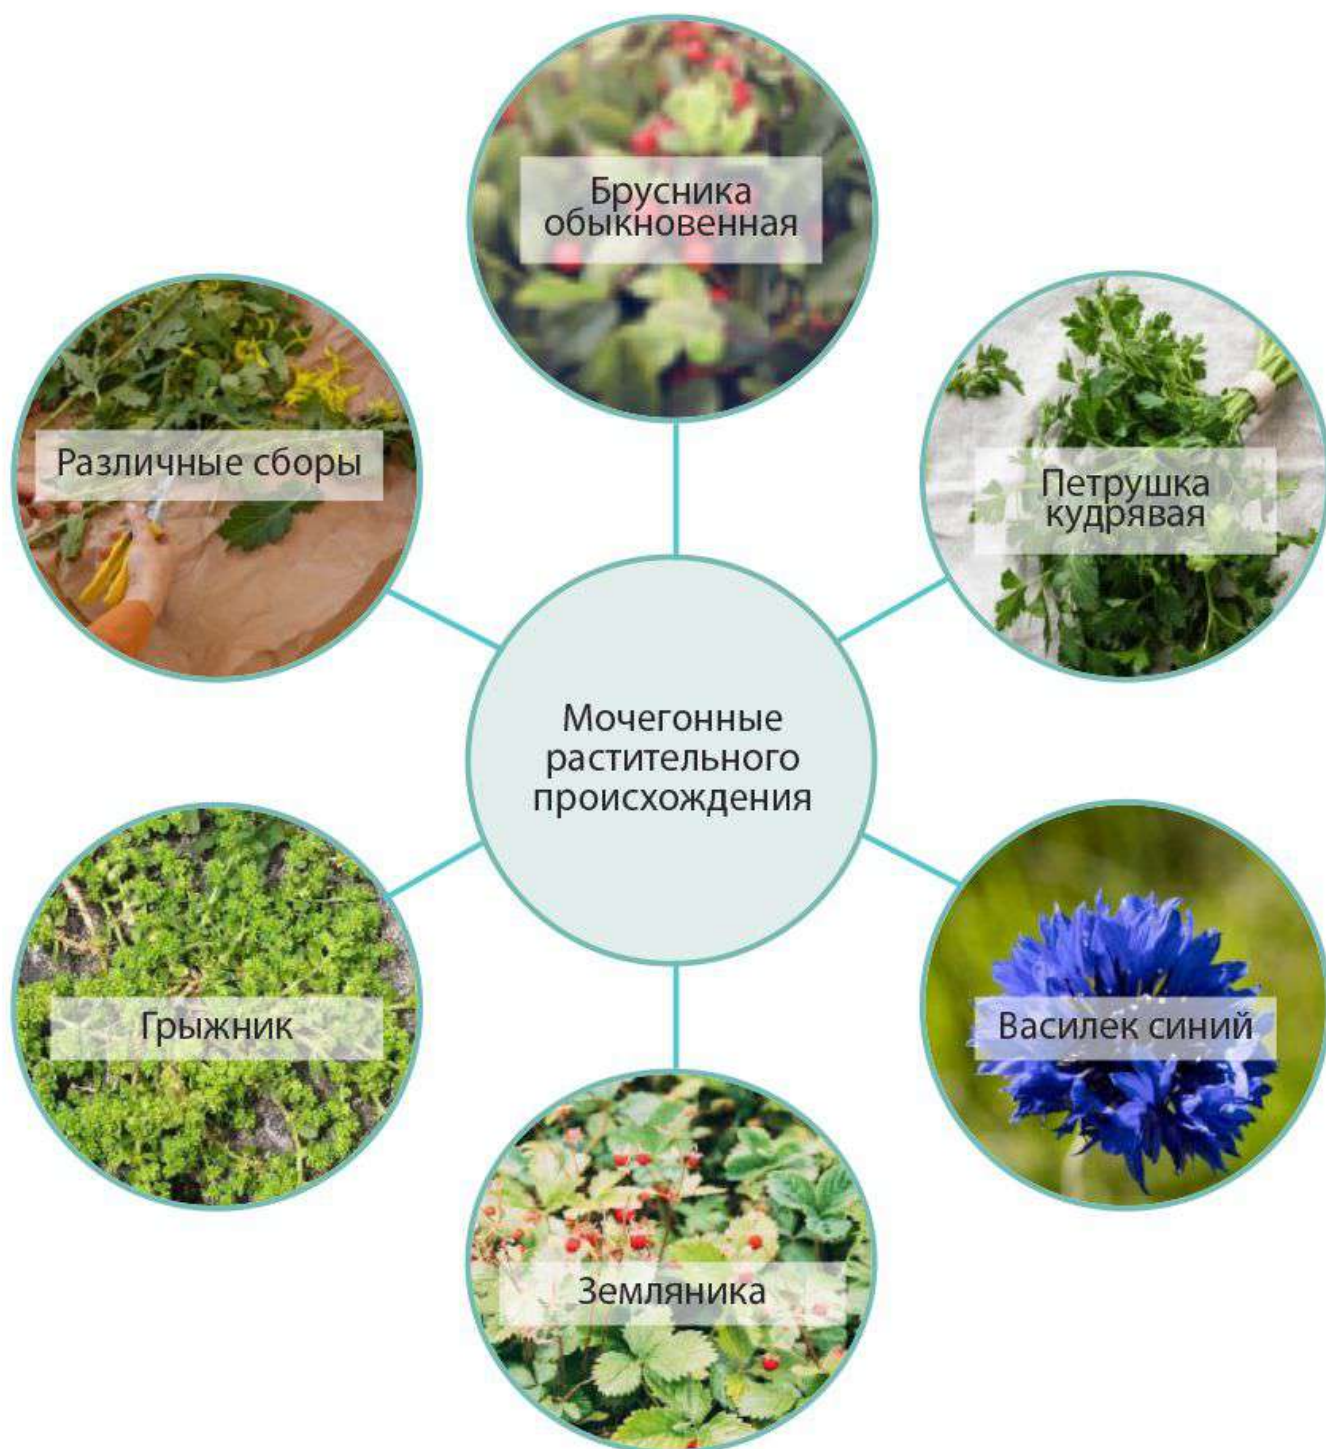 Брусника
обыкновенная
Различные сборы
Петрушка
кудрявая
Мочегонные
растительного
происхождения
Грыжник
Василек синий
Земляника